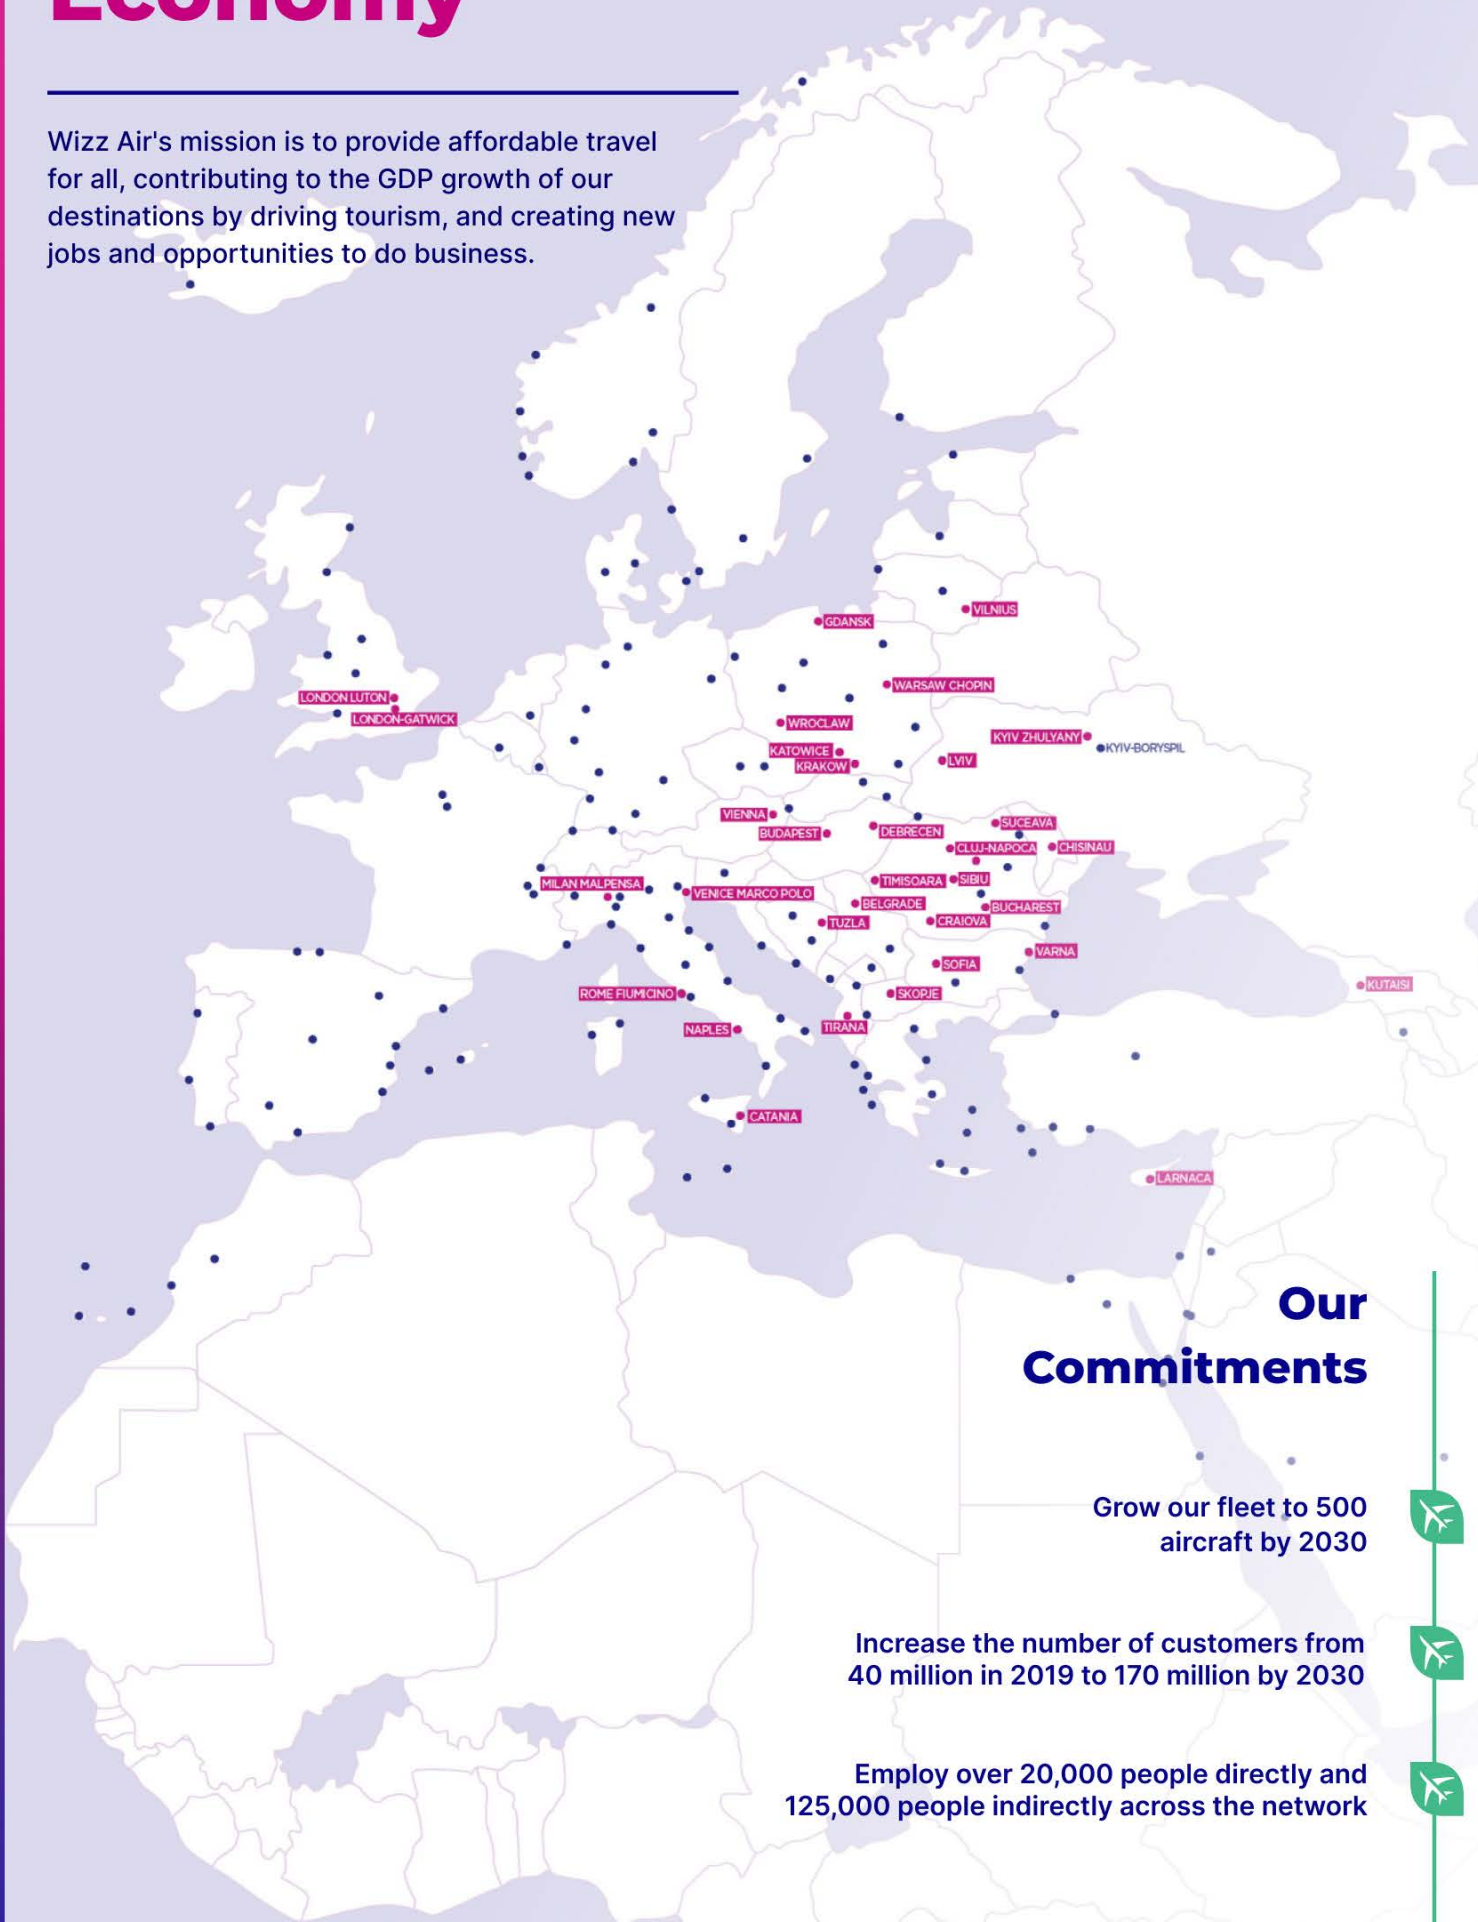 Economy
Wizz Air's mission is to provide affordable travel
for all, contributing to the GDP growth of our
destinations by driving tourism, and creating new
jobs and opportunities to do business.
VILNIUS
GDANSK
WARSAW CHOPIN
LONDON LUTON
LONDON-GATWICK
WROCLAW
KYIV ZHULYANY
KYIV-BORYSPIL
KATOWICE
KRAKOW
LVIV
VIENNA
BUDAPEST
DEBRECEN
SUCEAVA
CLUJ-NAPOCA
CHISINAU
MILAN MALPENSA
TIMISOARA
SIBIU
VENICE MARCO POLO
BELGRADE
BUCHAREST
TUZLA
CRAIOVA
VARNA
SOFIA
KUTAISI
ROME FIUMICINO
SKOPJE
NAPLES
TIRANA
CATANIA
LARNACA
Our
Commitments
Grow our fleet to 500
aircraft by 2030
Increase the number of customers from
40 million in 2019 to 170 million by 2030
Employ over 20,000 people directly and
125,000 people indirectly across the network